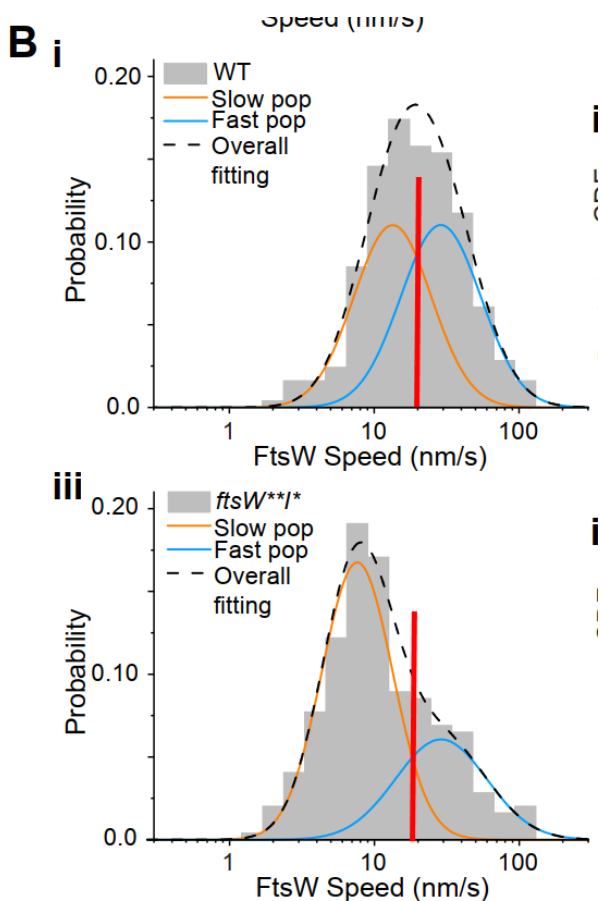 Speed (nm/s)
B i
0.20
WT
Slow pop
Fast pop
Overall
fitting
Probability
0.10
0.0
1 10 100
FtsW Speed (nm/s)
iii
0.20
ftsW**I*
Slow pop
Fast pop
Overall
fitting
Probability
0.10
0.0
1 10 100
FtsW Speed (nm/s)
i
i